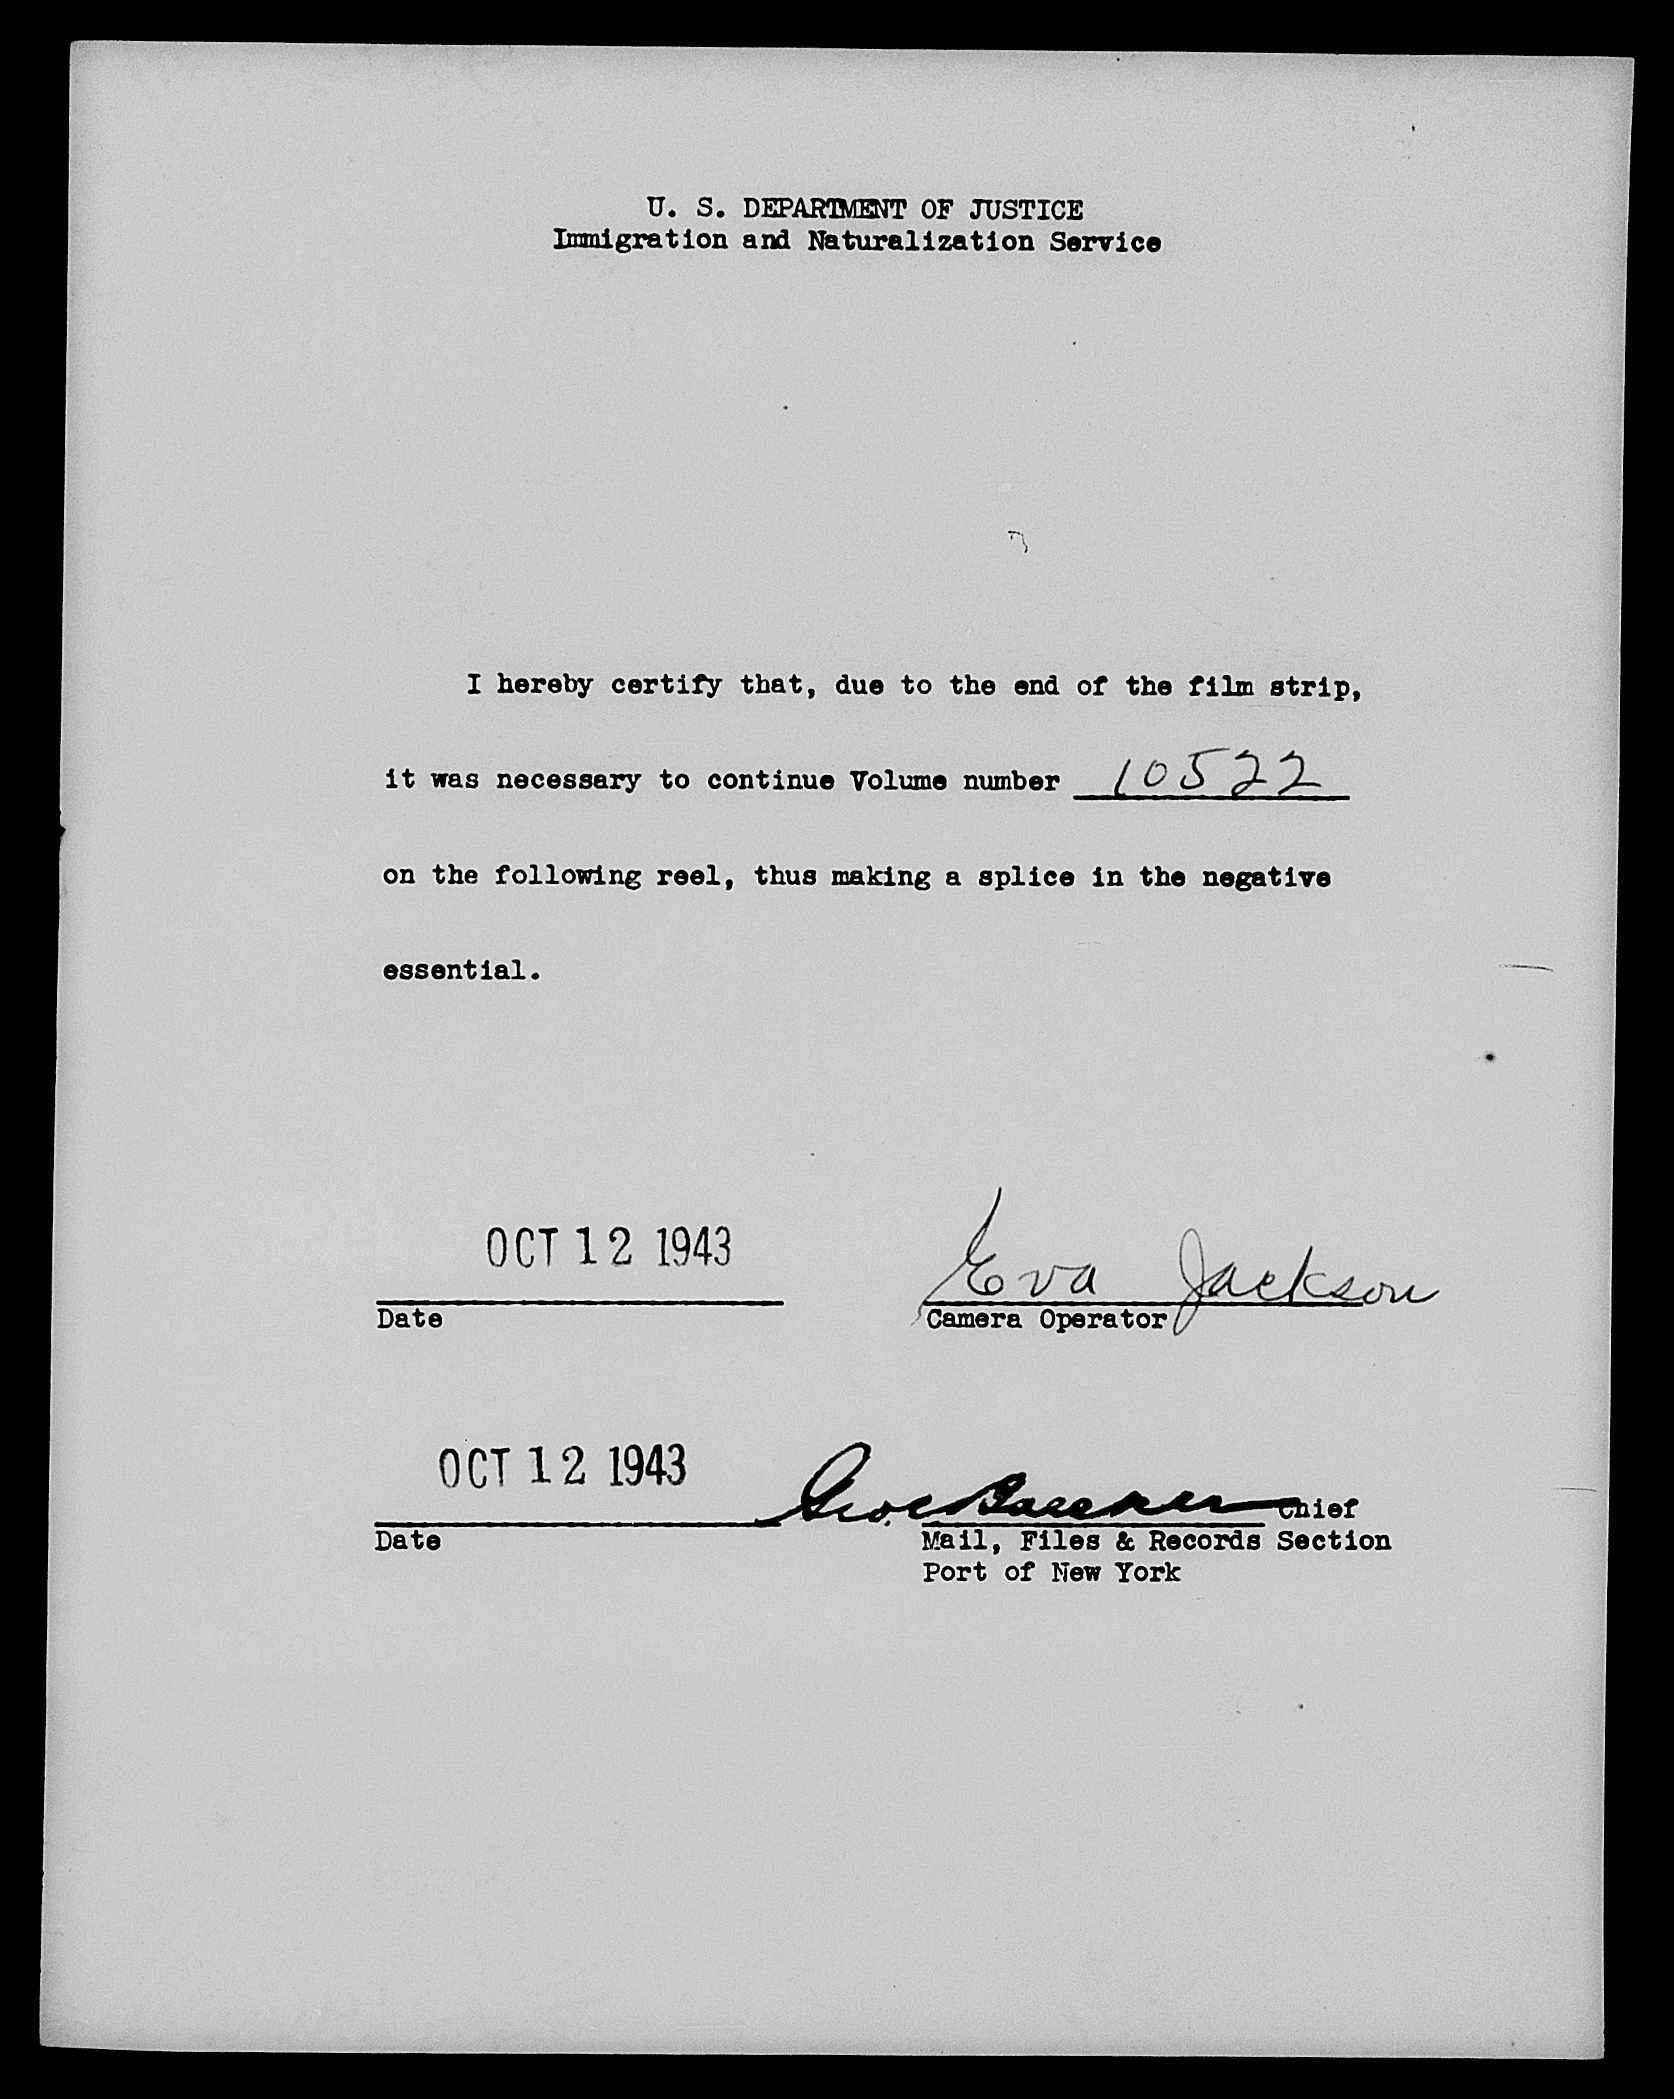 U. S. DEPARTMENT OF JUSTICE
Immigration and Naturalization Service
I hereby certify that, due to the end of the film strip,
it was necessary to continue Volume number 10522
on the following reel, thus making a splice in the negative
essential.
OCT 12 1943 Eva Jackson
Date Camera Operator
OCT 12 1943 Chief
Date Mail, Files & Records Section
Port of New York